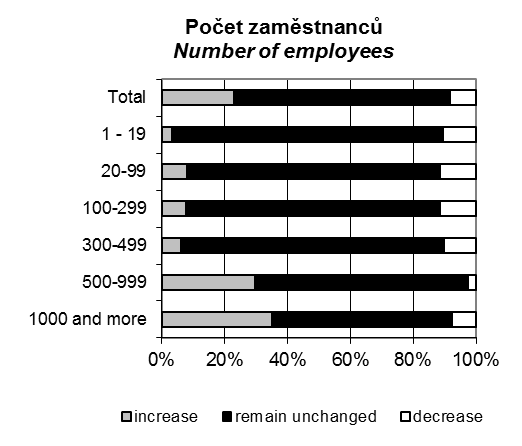 Počet zaměstnanců
Number of employees
Total
1 - 19
20-99
100-299
300-499
500-999
1000 and more
0% 20% 40% 60% 80% 100%
increase remain unchanged decrease